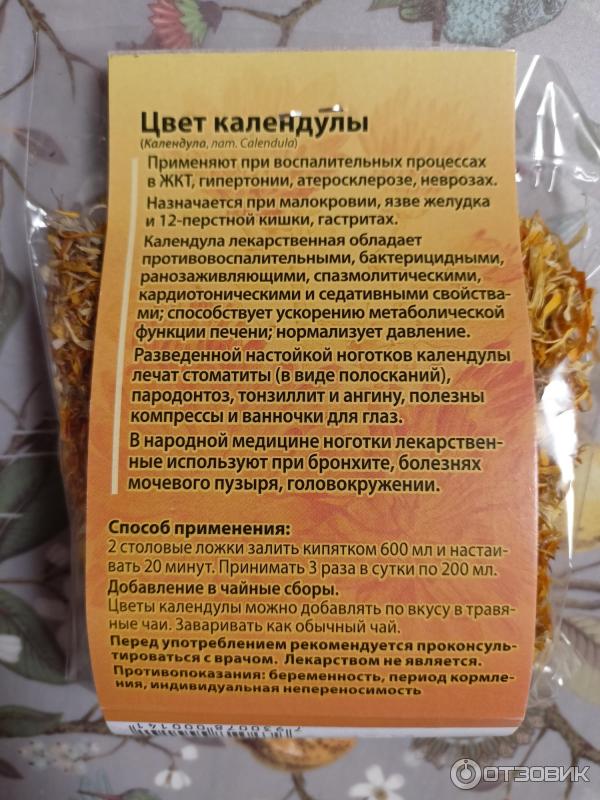 Цвет календулы
(Календула, лат. Calendula)
Применяют при воспалительных процессах
в ЖКТ, гипертонии, атеросклерозе, неврозах.
Назначается при малокровии, язве желудка
и 12-перстной кишки, гастритах.
Календула лекарственная обладает
противовоспалительными, бактерицидными,
ранозаживляющими, спазмолитическими,
кардиотоническими и седативными свойства-
ми; способствует ускорению метаболической
функции печени; нормализует давление.
Разведенной настойкой ноготков календулы
лечат стоматиты (в виде полосканий),
пародонтоз, тонзиллит и ангину, полезны
компрессы и ванночки для глаз.
В народной медицине ноготки лекарствен-
ные используют при бронхите, болезнях
мочевого пузыря, головокружении.
Способ применения:
2 столовые ложки залить кипятком 600 мл и настаи-
вать 20 минут. Принимать 3 раза в сутки по 200 мл.
Добавление в чайные сборы.
Цветы календулы можно добавлять по вкусу в травя-
ные чаи. Заваривать как обычный чай.
Перед употреблением рекомендуется проконсуль-
тироваться с врачом. Лекарством не является.
Противопоказания: беременность, период кормле-
ния, индивидуальная непереносимость
7930078000141
ОТЗОВИК